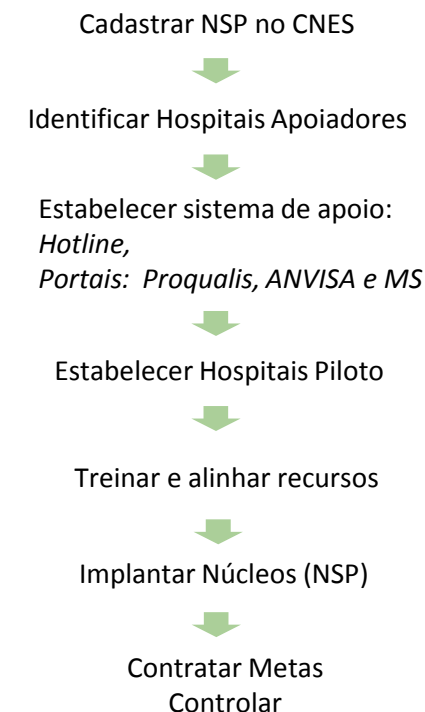 Cadastrar NSP no CNES
Identificar Hospitais Apoiadores
Estabelecer sistema de apoio:
Hotline,
Portais: Proqualis, ANVISA e MS
Estabelecer Hospitais Piloto
Treinar e alinhar recursos
Implantar Núcleos (NSP)
Contratar Metas
Controlar